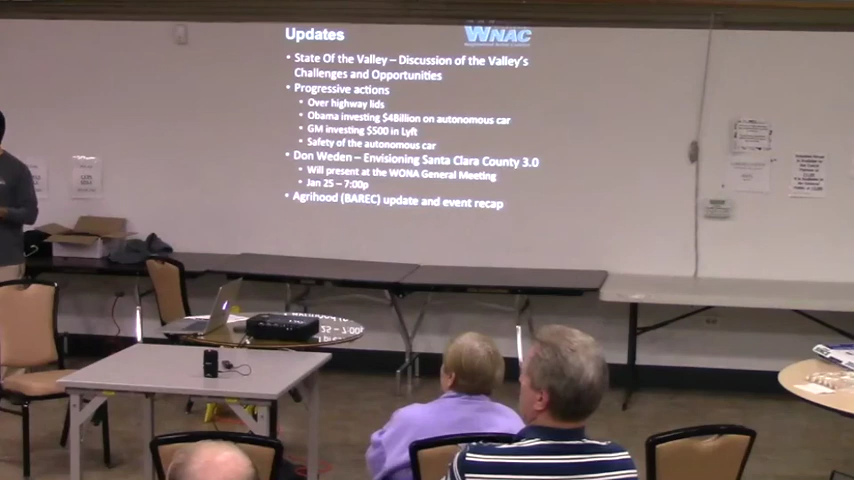 Updates
WNAC
• State Of the Valley – Discussion of the Valley's
Challenges and Opportunities
• Progressive actions
• Over highway lids
• Obama investing $4Billion on autonomous car
• GM investing $500 in Lyft
• Safety of the autonomous car
• Don Weden – Envisioning Santa Clara County 3.0
• Will present at the WONA General Meeting
• Jan 25 – 7:00p
• Agrihood (BAREC) update and event recap